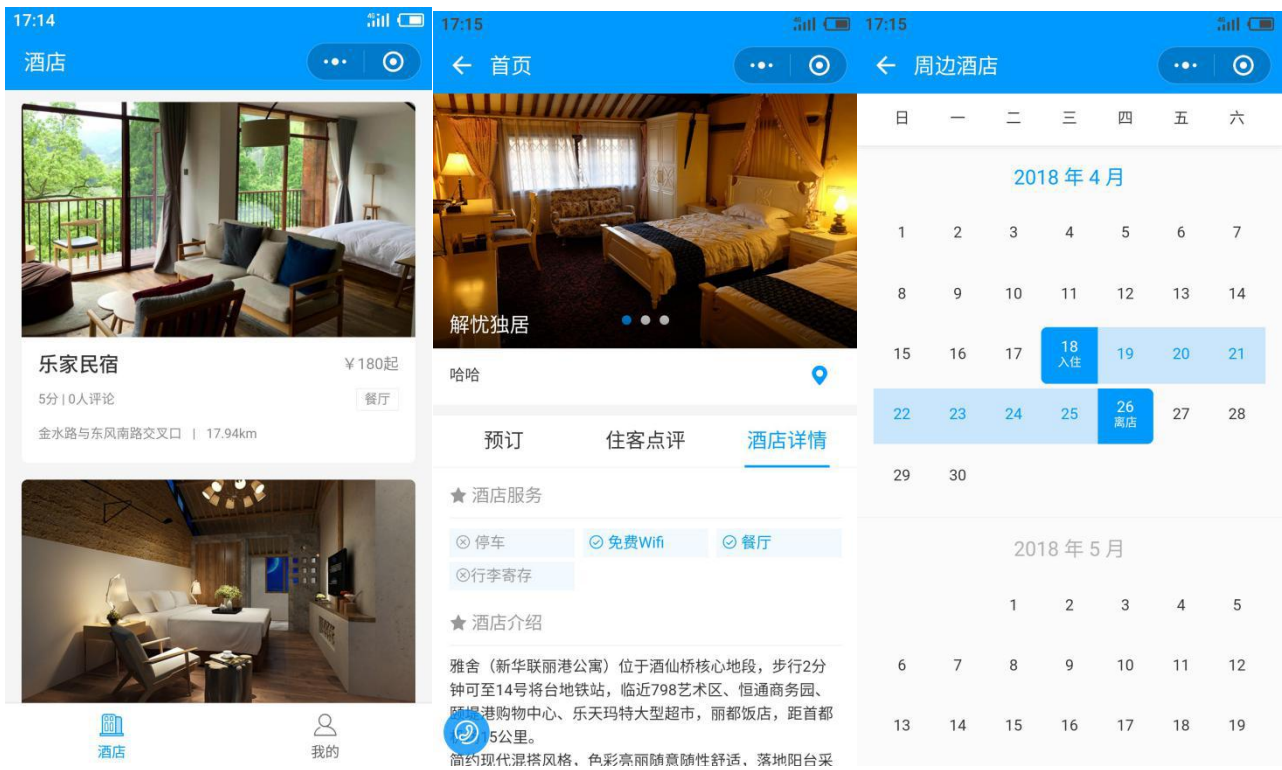 17:14
酒店
乐家民宿
￥180起
5分 | 0人评论
餐厅
金水路与东风南路交叉口 | 17.94km
酒店
我的
17:15
首页
解忧独居
哈哈
预订 住客点评 酒店详情
酒店服务
停车 免费Wifi 餐厅
行李寄存
酒店介绍
雅舍（新华联丽港公寓）位于酒仙桥核心地段，步行2分
钟可至14号将台地铁站，临近798艺术区、恒通商务园、
颐堤港购物中心、乐天玛特大型超市，丽都饭店，距首都
15公里。
简约现代混搭风格，色彩亮丽随意随性舒适，落地阳台采
17:15
周边酒店
日 一 二 三 四 五 六
2018 年 4 月
1 2 3 4 5 6 7
8 9 10 11 12 13 14
15 16 17 18 19 20 21
入住
22 23 24 25 26 27 28
离店
29 30
2018 年 5 月
1 2 3 4 5
6 7 8 9 10 11 12
13 14 15 16 17 18 19